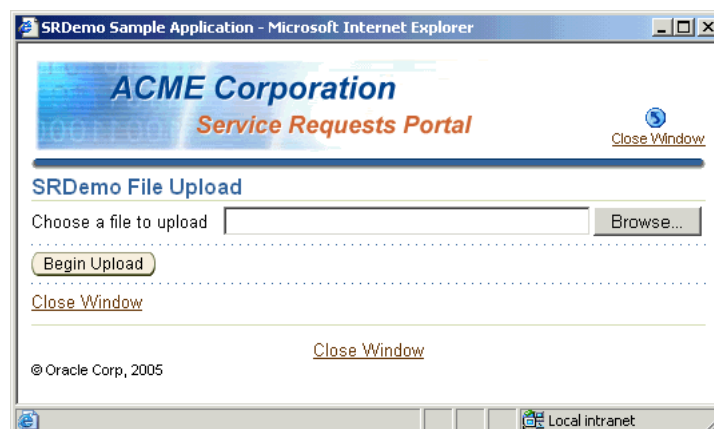 SRDemo Sample Application - Microsoft Internet Explorer
ACME Corporation
Service Requests Portal
Close Window
SRDemo File Upload
Choose a file to upload Browse...
Begin Upload
Close Window
Close Window
© Oracle Corp, 2005
Local intranet